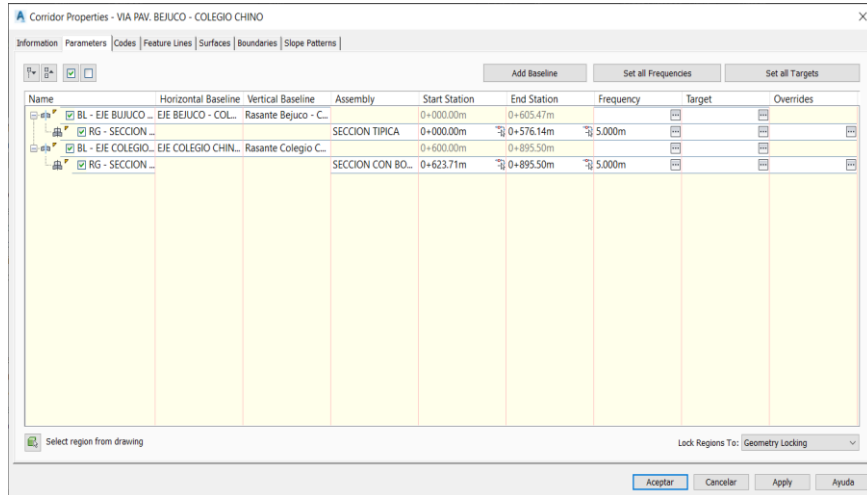 Corridor Properties - VIA PAV. BEJUCO - COLEGIO CHINO
Information Parameters Codes Feature Lines Surfaces Boundaries Slope Patterns
Add Baseline Set all Frequencies Set all Targets
Name Horizontal Baseline Vertical Baseline Assembly Start Station End Station Frequency Target Overrides
BL - EJE BUJUCO ... EJE BEJUCO - COL... Rasante Bejuco - C... 0+000.00m 0+605.47m
RG - SECCION ... SECCION TIPICA 0+000.00m 0+576.14m 5.000m
BL - EJE COLEGIO... EJE COLEGIO CHIN... Rasante Colegio C... 0+600.00m 0+895.50m
RG - SECCION ... SECCION CON BO... 0+623.71m 0+895.50m 5.000m
Select region from drawing Lock Regions To: Geometry Locking
Aceptar Cancelar Apply Ayuda